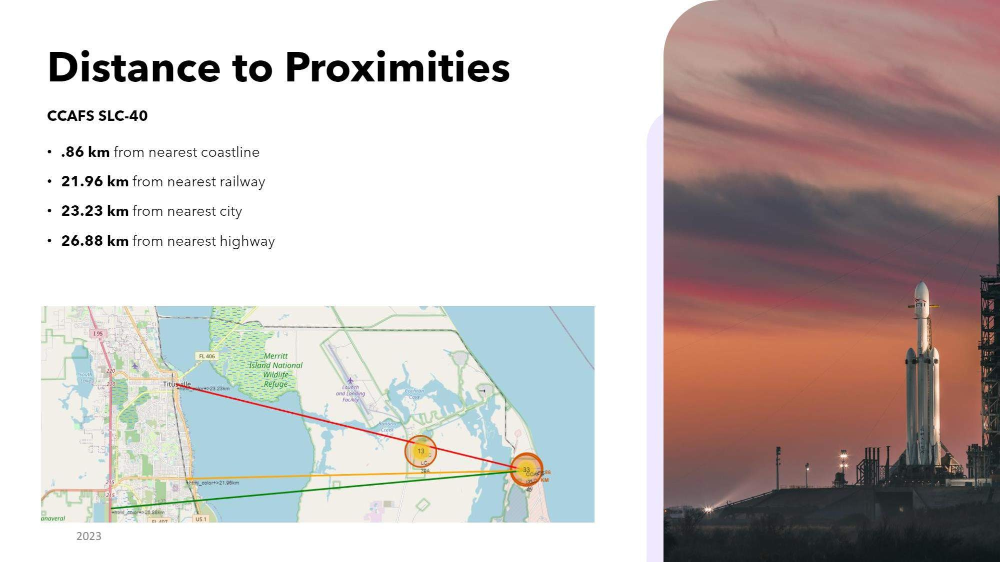 Distance to Proximities
CCAFS SLC-40
• .86 km from nearest coastline
• 21.96 km from nearest railway
• 23.23 km from nearest city
• 26.88 km from nearest highway
I 95
FL 406
Merritt
Island National
Wildlife
Refuge
South
Lake
220
220
Titusville
+html_color+>23.23km
Launch
and Landing
Facility
Cochran
Cove
Banana
Creek
13
LC-
39A
33
CCAFS
86
KM
40
215
215
+html_color+>21.96km
+html_color+>26.88km
anaveral
FL 407
US 1
2023
FH